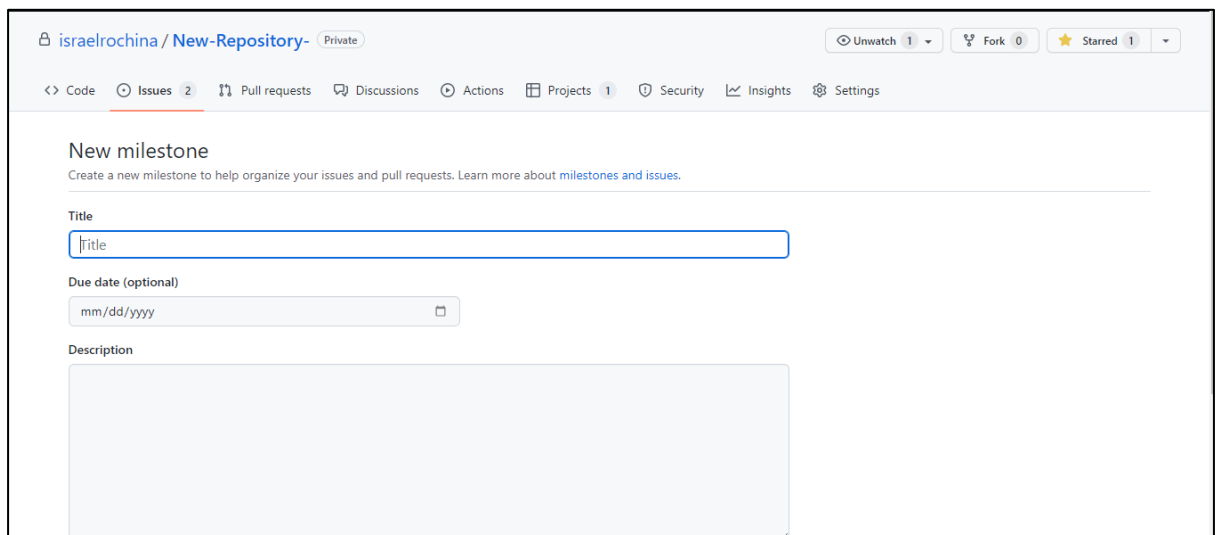 israelrochina / New-Repository- Private Unwatch 1 Fork 0 Starred 1
<> Code Issues 2 Pull requests Discussions Actions Projects 1 Security Insights Settings
New milestone
Create a new milestone to help organize your issues and pull requests. Learn more about milestones and issues.
Title
Title
Due date (optional)
mm/dd/yyyy
Description